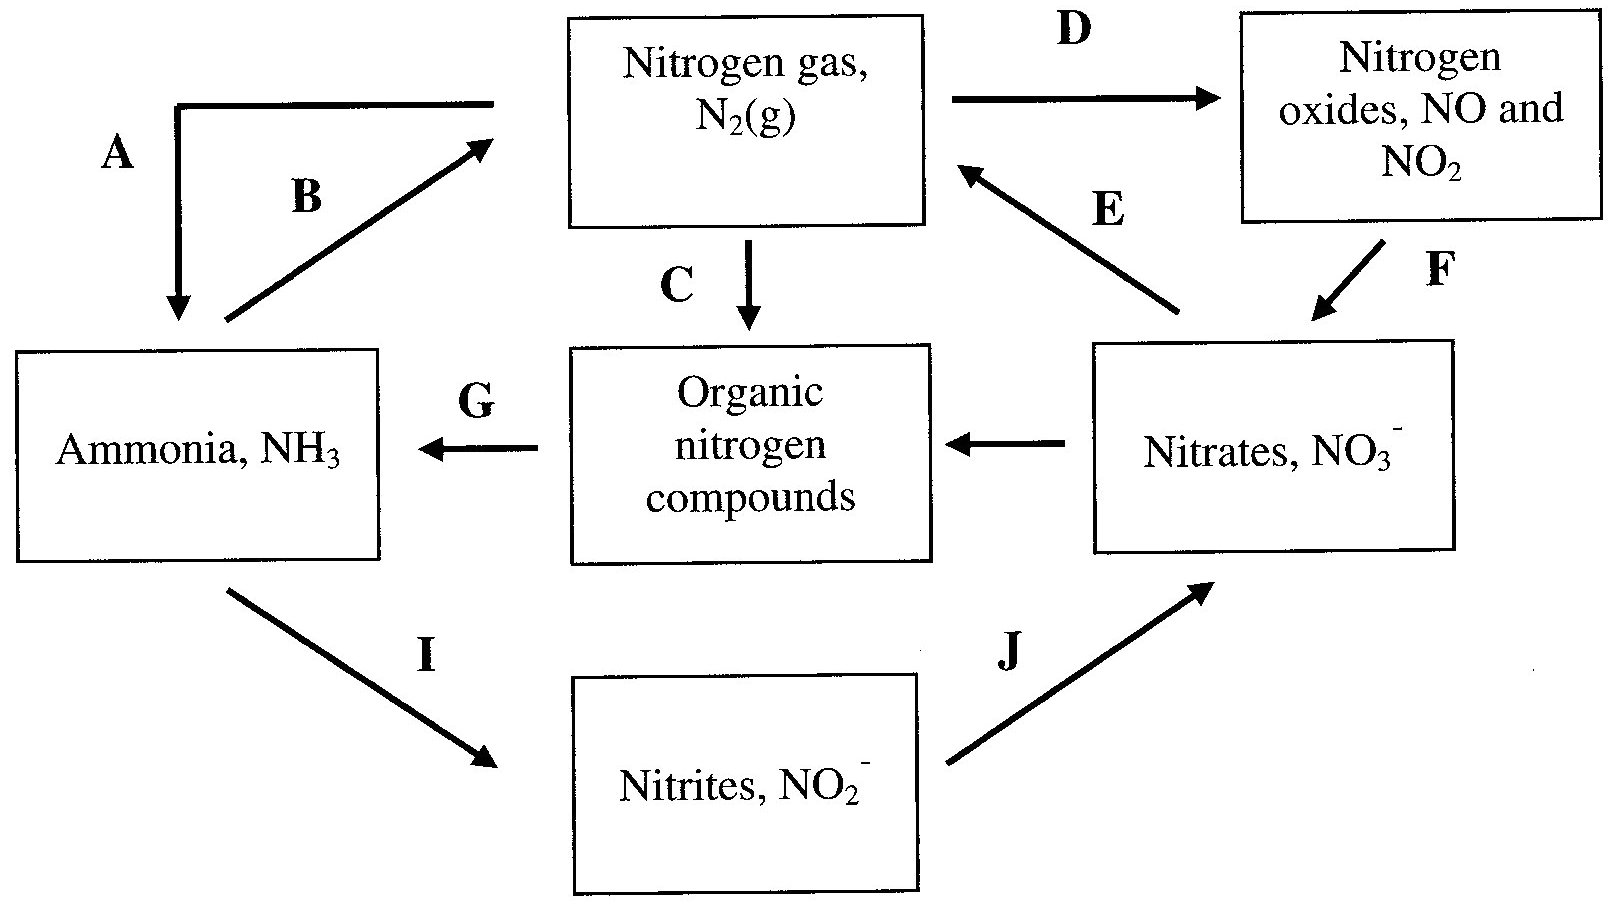 D
Nitrogen gas,
N₂(g)
Nitrogen
oxides, NO and
NO₂
A
B
E
C
F
G
Organic
nitrogen
compounds
Ammonia, NH₃
Nitrates, NO₃⁻
I
J
Nitrites, NO₂⁻